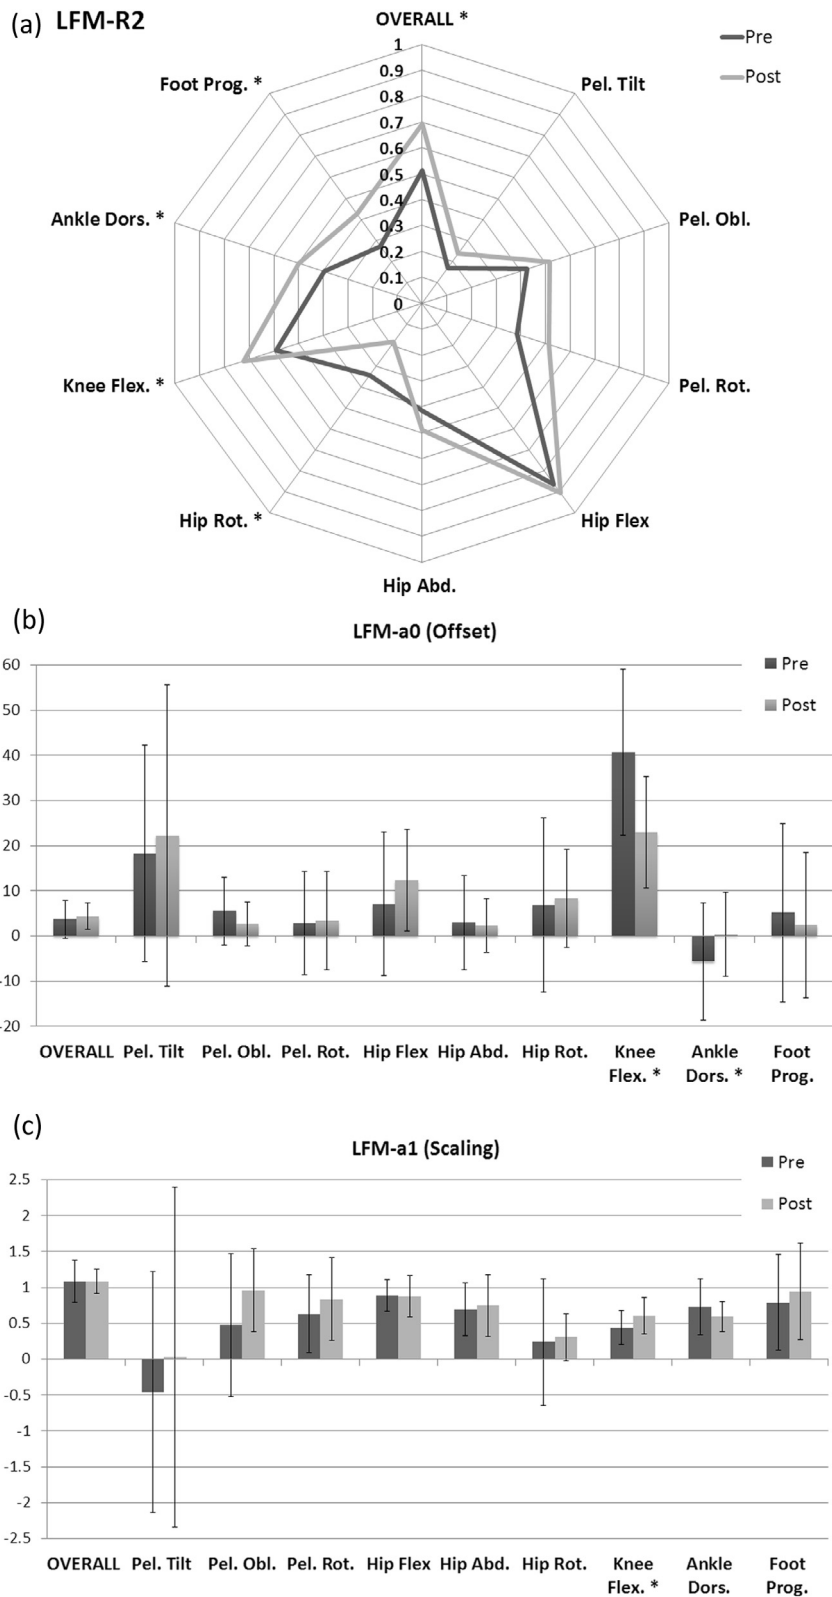 (a) LFM-R2
OVERALL *
Pre
Post
1
0.9
0.8
0.7
0.6
0.5
0.4
0.3
0.2
0.1
0
Foot Prog. *
Pel. Tilt
Ankle Dors. *
Pel. Obl.
Knee Flex. *
Pel. Rot.
Hip Rot. *
Hip Flex
Hip Abd.
(b)
LFM-a0 (Offset)
Pre
Post
60
50
40
30
20
10
0
-10
-20
OVERALL Pel. Tilt Pel. Obl. Pel. Rot. Hip Flex Hip Abd. Hip Rot. Knee Ankle Foot
Flex. * Dors. * Prog.
(c)
LFM-a1 (Scaling)
Pre
Post
2.5
2
1.5
1
0.5
0
-0.5
-1
-1.5
-2
-2.5
OVERALL Pel. Tilt Pel. Obl. Pel. Rot. Hip Flex Hip Abd. Hip Rot. Knee Ankle Foot
Flex. * Dors. Prog.